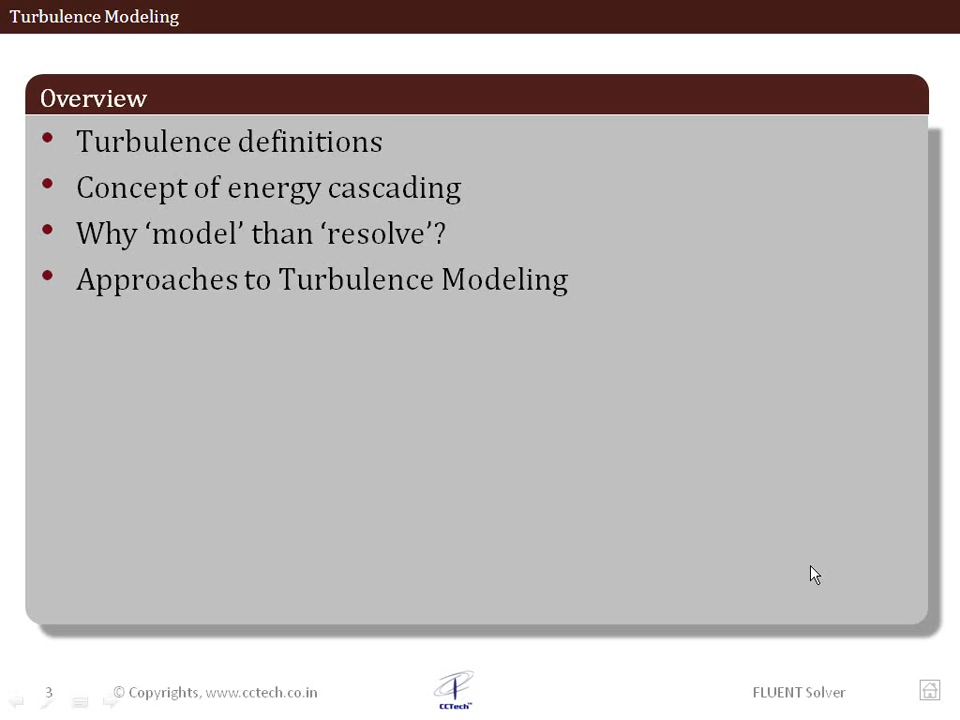 Turbulence Modeling
Overview
• Turbulence definitions
• Concept of energy cascading
• Why ‘model’ than ‘resolve’?
• Approaches to Turbulence Modeling
3
© Copyrights, www.cctech.co.in
CCTech™
FLUENT Solver